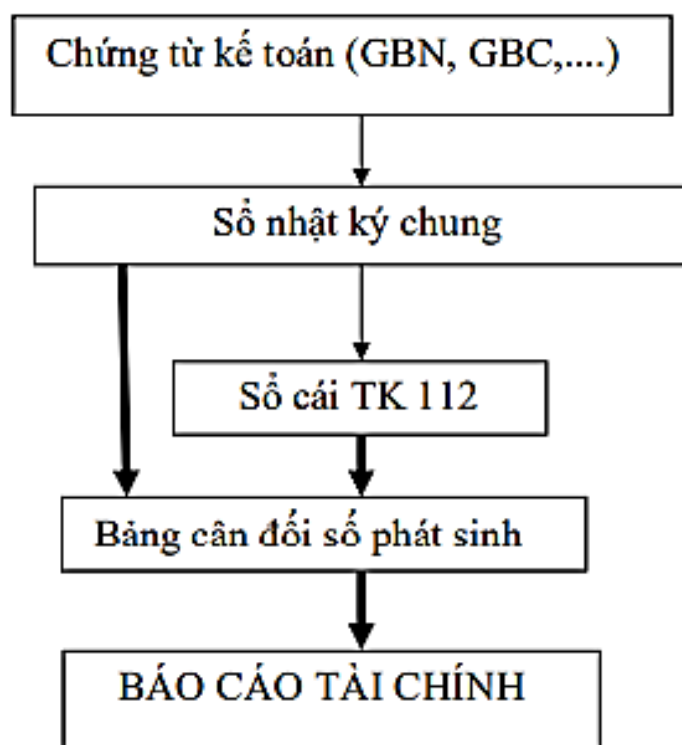 Chứng từ kế toán (GBN, GBC,....)
Sổ nhật ký chung
Sổ cái TK 112
Bảng cân đối số phát sinh
BÁO CÁO TÀI CHÍNH